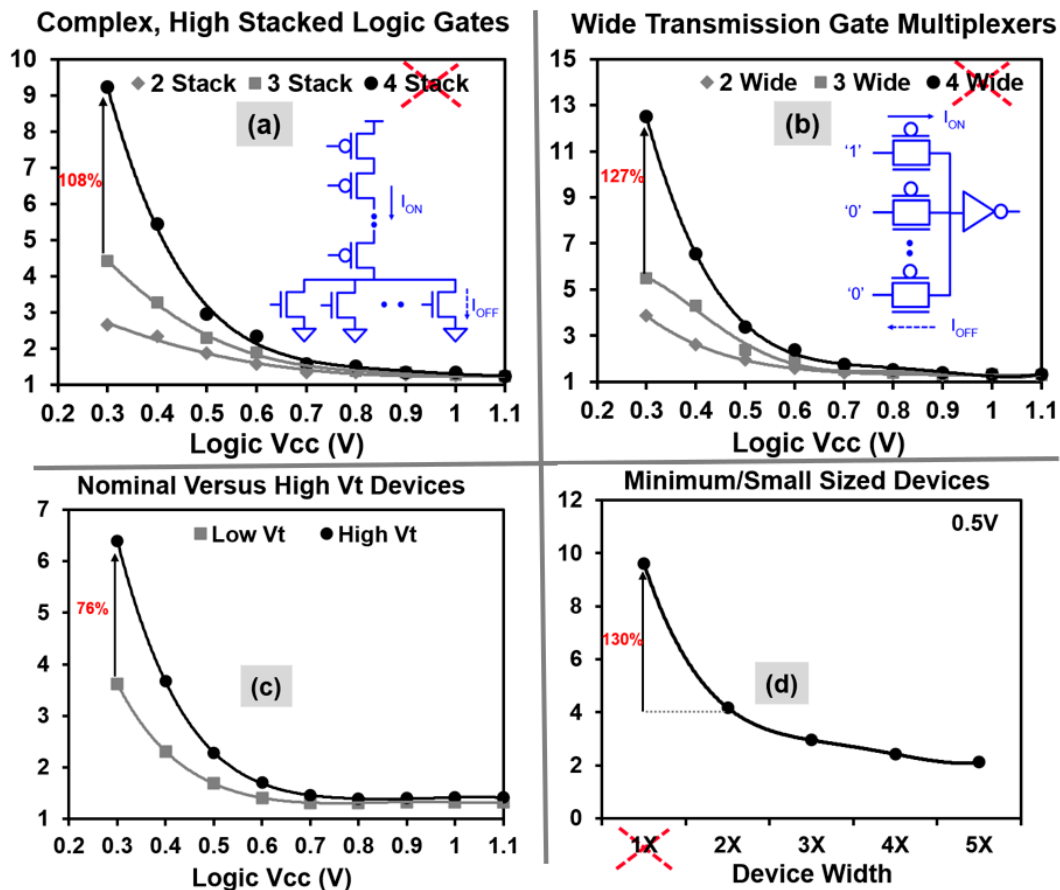 Complex, High Stacked Logic Gates
10
9
8
7
6
5
4
3
2
1
2 Stack
3 Stack
4 Stack
(a)
108%
I_ON
I_OFF
0.2 0.3 0.4 0.5 0.6 0.7 0.8 0.9 1 1.1
Logic Vcc (V)
Wide Transmission Gate Multiplexers
15
13
11
9
7
5
3
1
2 Wide
3 Wide
4 Wide
(b)
127%
I_ON
'1'
'0'
'0'
I_OFF
0.2 0.3 0.4 0.5 0.6 0.7 0.8 0.9 1 1.1
Logic Vcc (V)
Nominal Versus High Vt Devices
7
6
5
4
3
2
1
Low Vt
High Vt
76%
(c)
0.2 0.3 0.4 0.5 0.6 0.7 0.8 0.9 1 1.1
Logic Vcc (V)
Minimum/Small Sized Devices
12
10
8
6
4
2
0
0.5V
130%
(d)
1X 2X 3X 4X 5X
Device Width